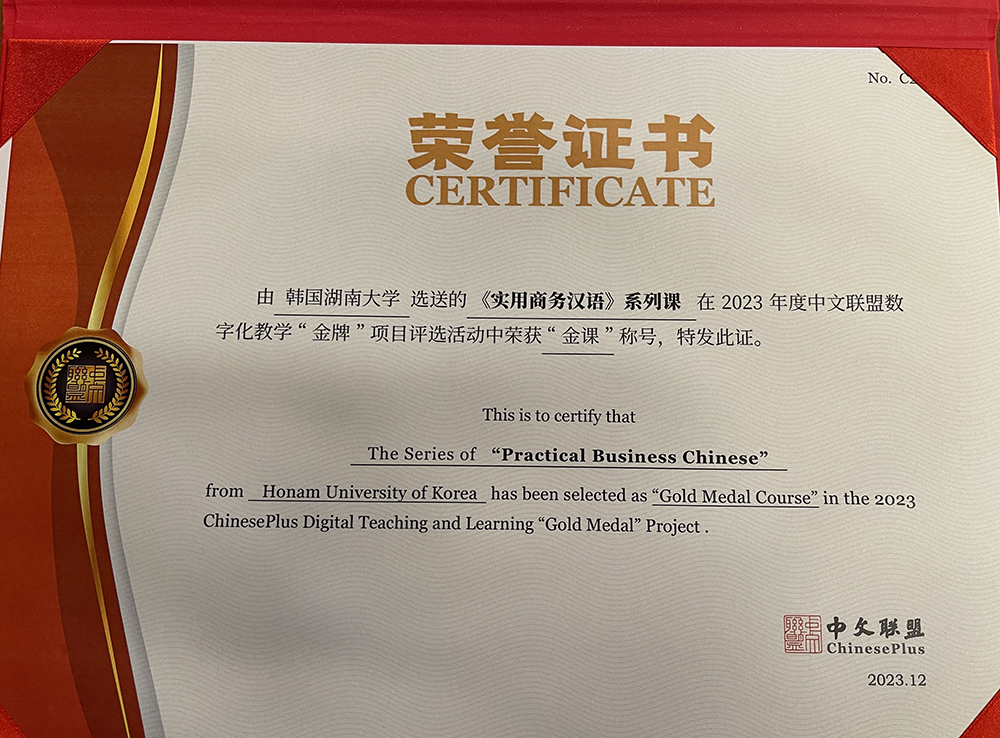 No. C2
荣誉证书
CERTIFICATE
由 韩国湖南大学 选送的 《实用商务汉语》系列课 在 2023 年度中文联盟数
字化教学“ 金牌 ”项目评选活动中荣获“ 金课 ”称号，特发此证。
This is to certify that
The Series of “Practical Business Chinese”
from Honam University of Korea has been selected as “Gold Medal Course” in the 2023
ChinesePlus Digital Teaching and Learning “Gold Medal” Project .
中文联盟
ChinesePlus
2023.12